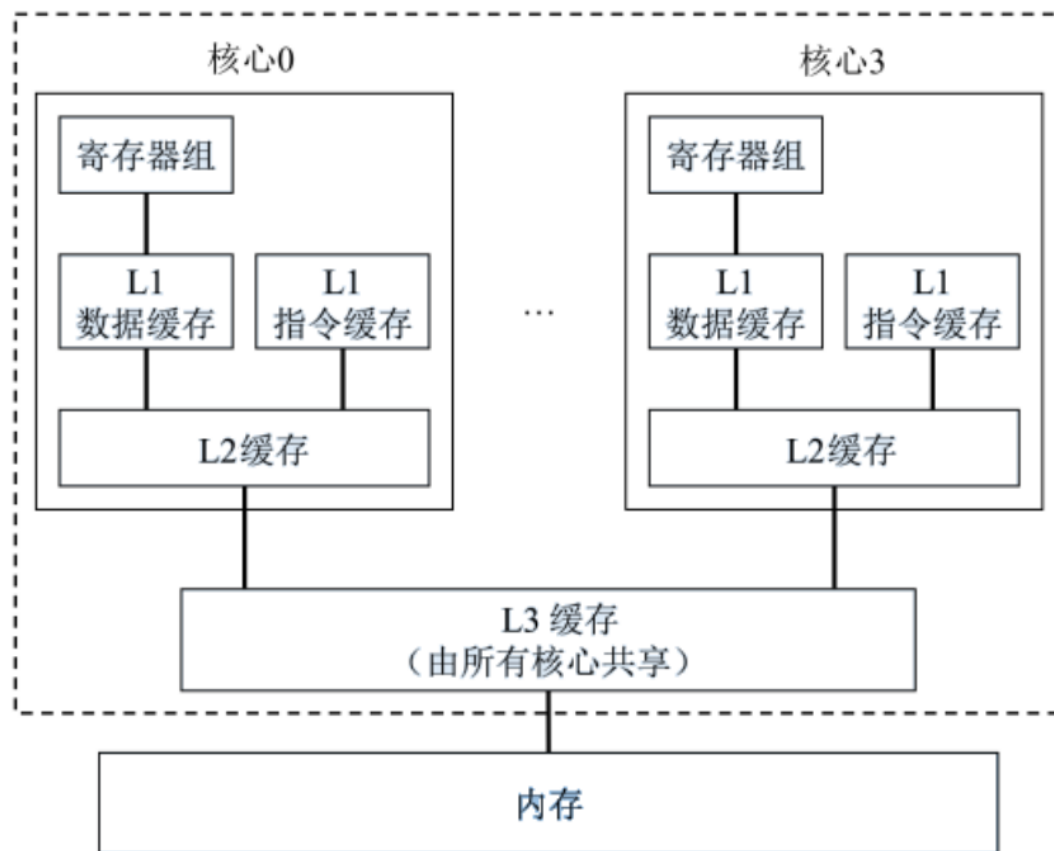 核心0
核心3
寄存器组
寄存器组
L1
数据缓存
L1
指令缓存
…
L1
数据缓存
L1
指令缓存
L2缓存
L2缓存
L3 缓存
（由所有核心共享）
内存